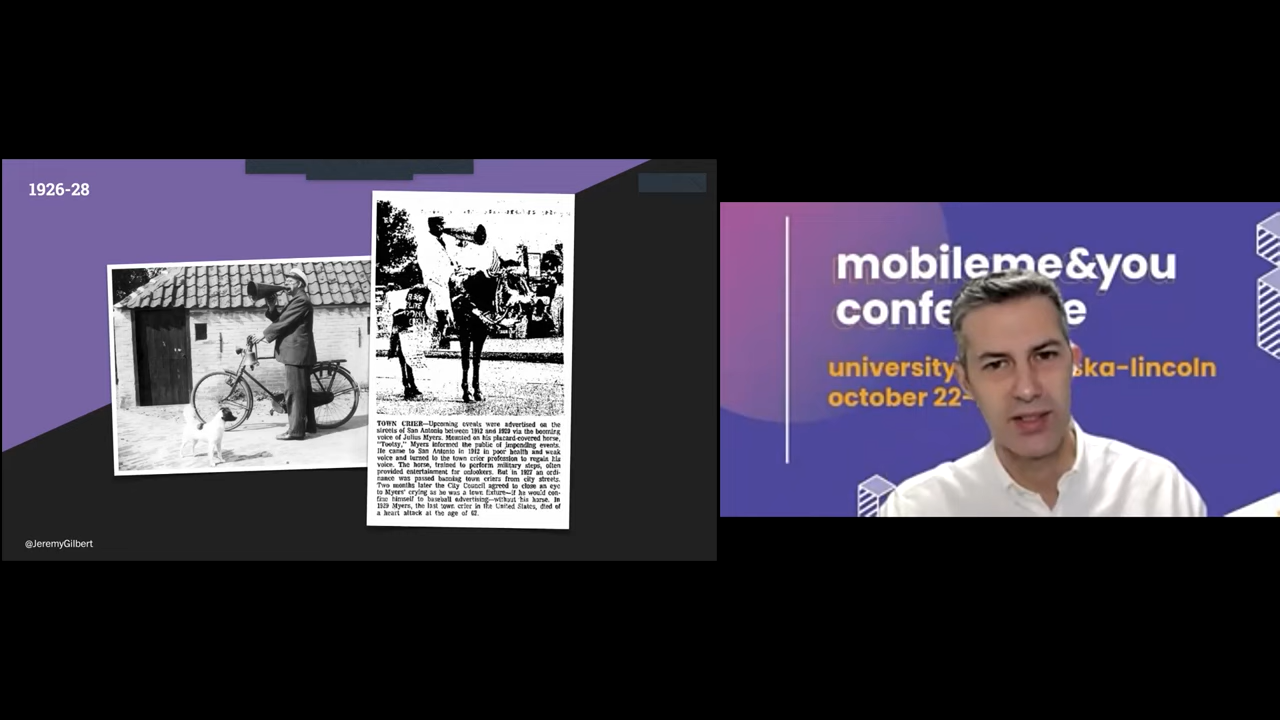 1926-28
TOWN CRIER—Upcoming events were advertised on the
streets of San Antonio between 1912 and 1929 via the booming
voice of Julius Myers. Mounted on his placard-covered horse,
"Tootsy," Myers informed the public of impending events.
He came to San Antonio in 1912 in poor health and weak
voice and turned to the town crier profession to regain his
voice. The horse, trained to perform military steps, often
provided entertainment for onlookers. But in 1927 an ordi-
nance was passed banning town criers from city streets.
Two months later the City Council agreed to close an eye
to Myers' crying as he was a town fixture—if he would con-
fine himself to baseball advertising—without his horse. In
1929 Myers, the last town crier in the United States, died of
a heart attack at the age of 62.
@JeremyGilbert
mobileme&you
confe e
university ska-lincoln
october 22-